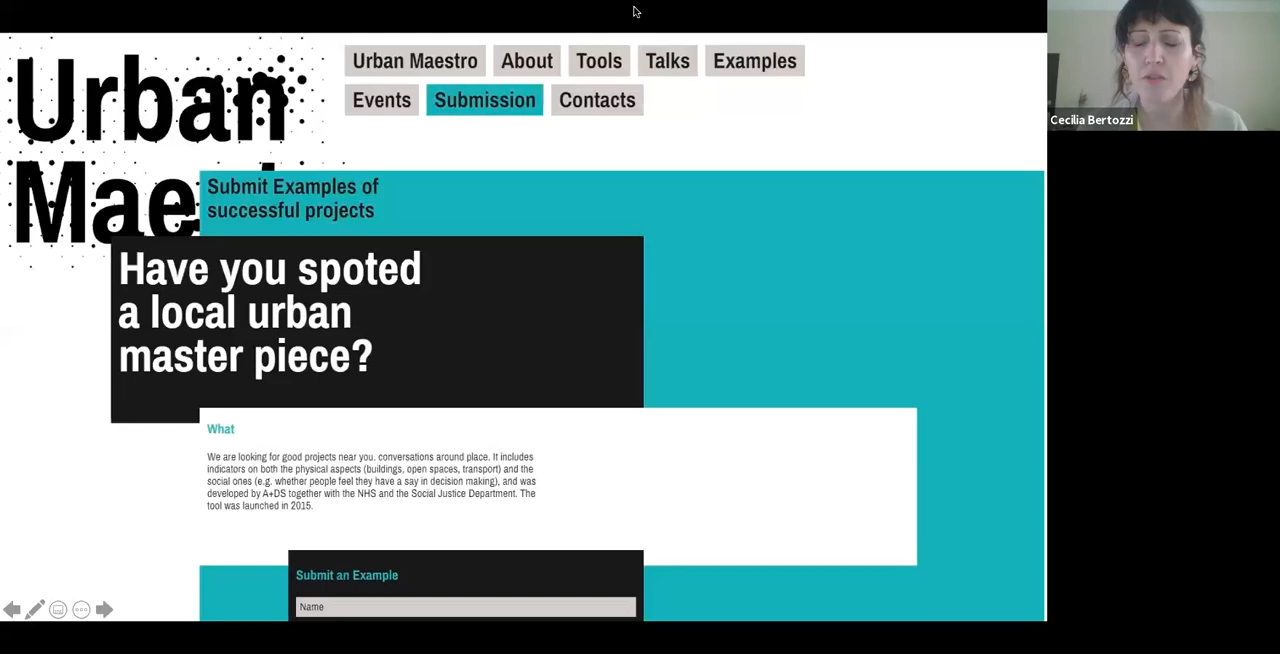 Urban
Mae
Urban Maestro
About
Tools
Talks
Examples
Events
Submission
Contacts
Cecilia Bertozzi
Submit Examples of
successful projects
Have you spoted
a local urban
master piece?
What
We are looking for good projects near you. conversations around place. It includes
indicators on both the physical aspects (buildings, open spaces, transport) and the
social ones (e.g. whether people feel they have a say in decision making), and was
developed by A+DS together with the NHS and the Social Justice Department. The
tool was launched in 2015.
Submit an Example
Name